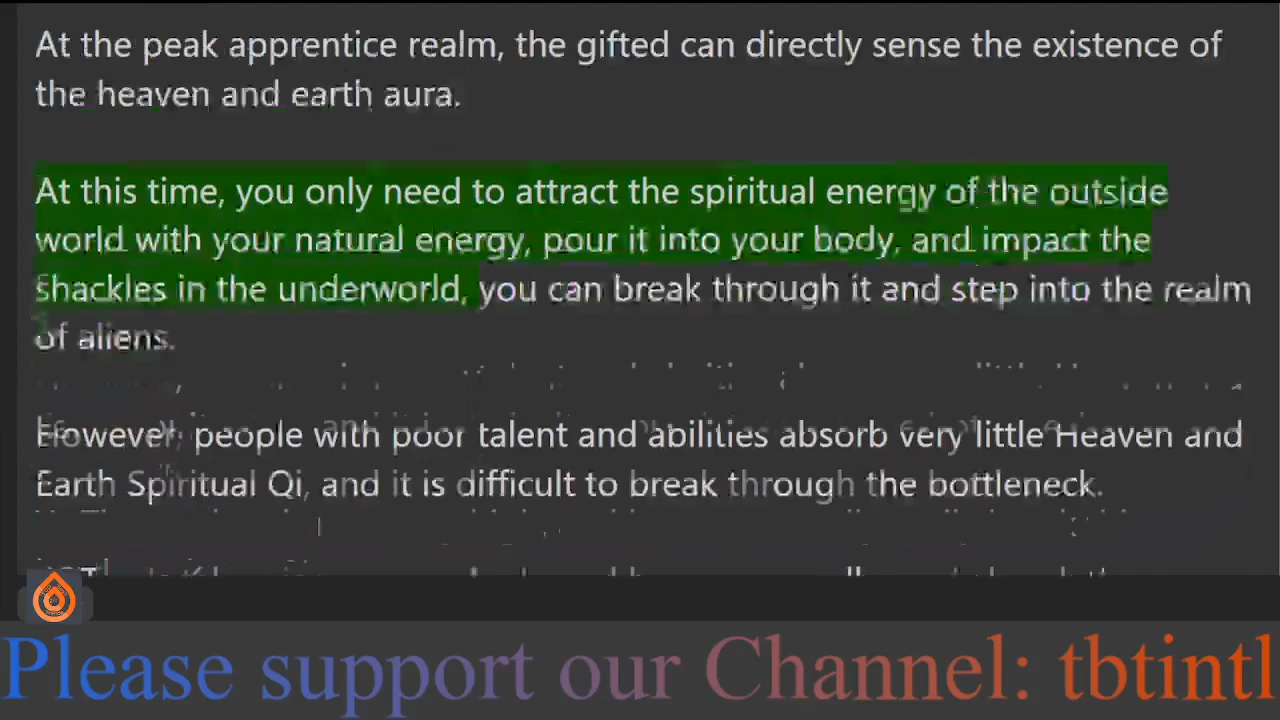 At the peak apprentice realm, the gifted can directly sense the existence of
the heaven and earth aura.
At this time, you only need to attract the spiritual energy of the outside
world with your natural energy, pour it into your body, and impact the
Shackles in the underworld, you can break through it and step into the realm
of aliens.
However, people with poor talent and abilities absorb very little Heaven and
Earth Spiritual Qi, and it is difficult to break through the bottleneck.
Please support our Channel: tbtintl